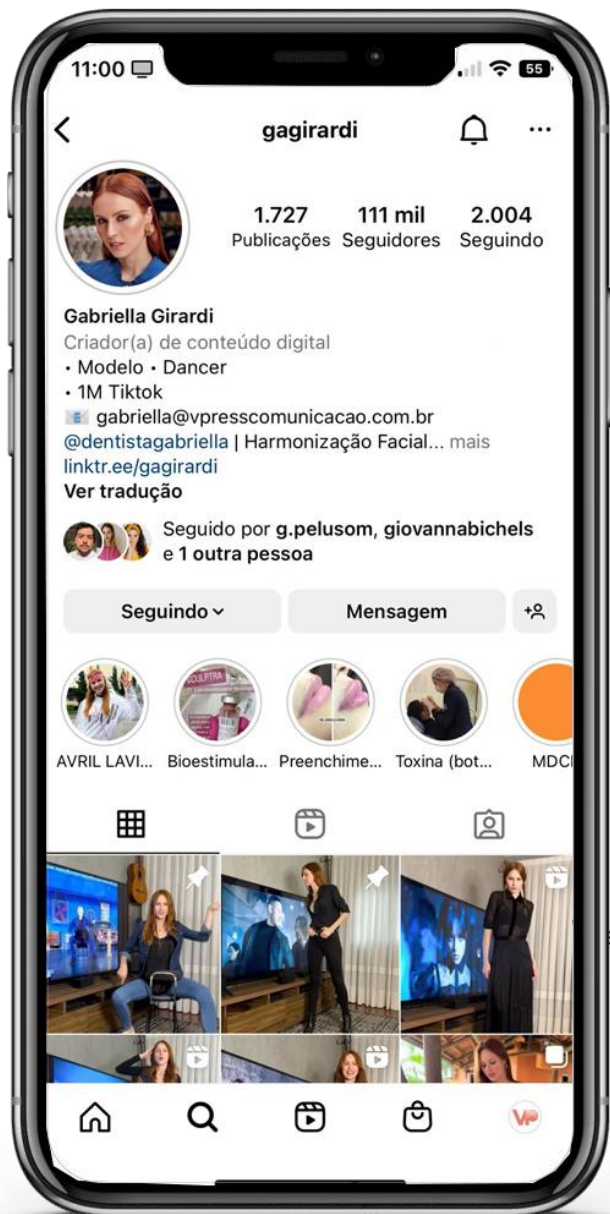 11:00
55
gagirardi
1.727 111 mil 2.004
Publicações Seguidores Seguindo
Gabriella Girardi
Criador(a) de conteúdo digital
• Modelo • Dancer
• 1M Tiktok
gabriella@vpresscomunicacao.com.br
@dentistagabriella | Harmonização Facial... mais
linktr.ee/gagirardi
Ver tradução
Seguido por g.pelusom, giovannabichels
e 1 outra pessoa
Seguindo
Mensagem
SCULPTRA
AVRIL LAVI... Bioestimula... Preenchime... Toxina (bot... MDC
VP